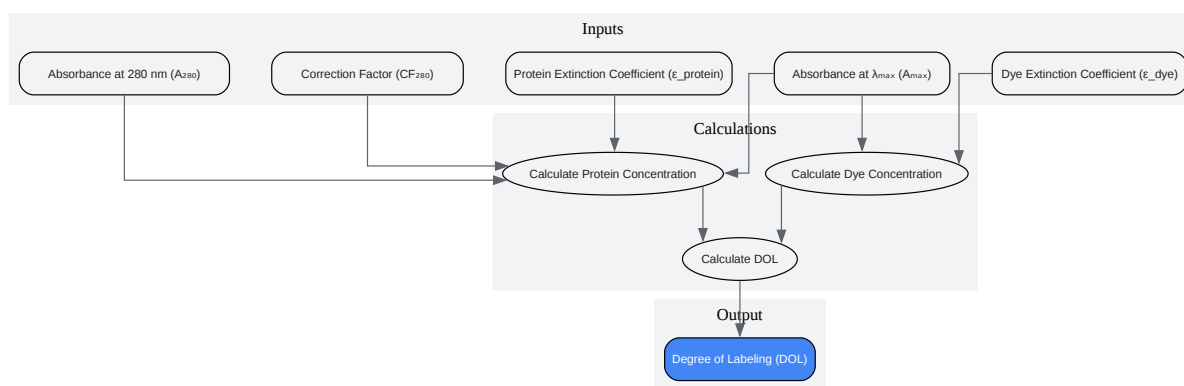 Inputs
Absorbance at 280 nm (A₂₈₀)
Correction Factor (CF₂₈₀)
Protein Extinction Coefficient (ε_protein)
Absorbance at λₘₐₓ (Aₘₐₓ)
Dye Extinction Coefficient (ε_dye)
Calculations
Calculate Protein Concentration
Calculate Dye Concentration
Calculate DOL
Output
Degree of Labeling (DOL)